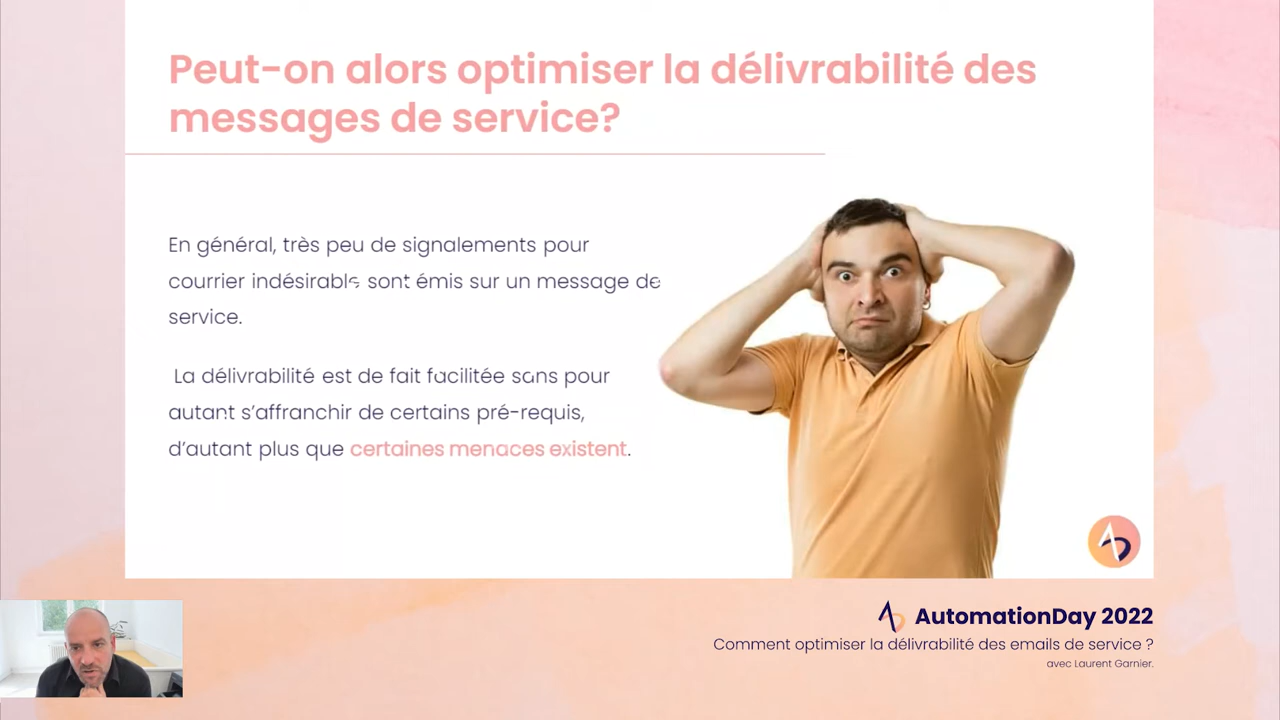 Peut-on alors optimiser la délivrabilité des
messages de service?
En général, très peu de signalements pour
courrier indésirable sont émis sur un message de
service.
La délivrabilité est de fait facilitée sans pour
autant s’affranchir de certains pré-requis,
d’autant plus que certaines menaces existent.
AutomationDay 2022
Comment optimiser la délivrabilité des emails de service ?
avec Laurent Garnier.